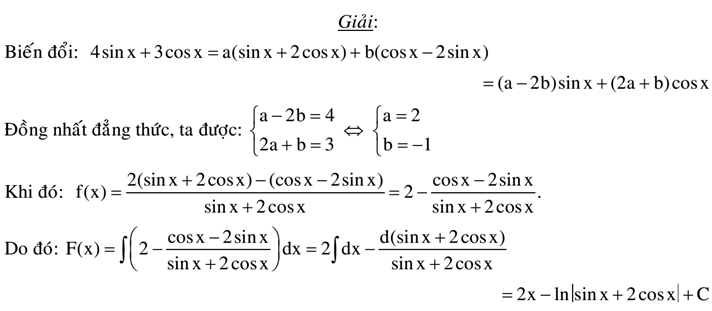 Giải:
Biến đổi: 4sin x + 3cos x = a(sin x + 2cos x) + b(cos x − 2sin x)
= (a − 2b)sin x + (2a + b)cos x
Đồng nhất đẳng thức, ta được: {a − 2b = 4; 2a + b = 3 ⇔ {a = 2; b = −1
Khi đó: f(x) = (2(sin x + 2cos x) − (cos x − 2sin x))/(sin x + 2cos x) = 2 − (cos x − 2sin x)/(sin x + 2cos x).
Do đó: F(x) = ∫(2 − (cos x − 2sin x)/(sin x + 2cos x))dx = 2∫dx − d(sin x + 2cos x)/(sin x + 2cos x)
= 2x − ln|sin x + 2cos x| + C